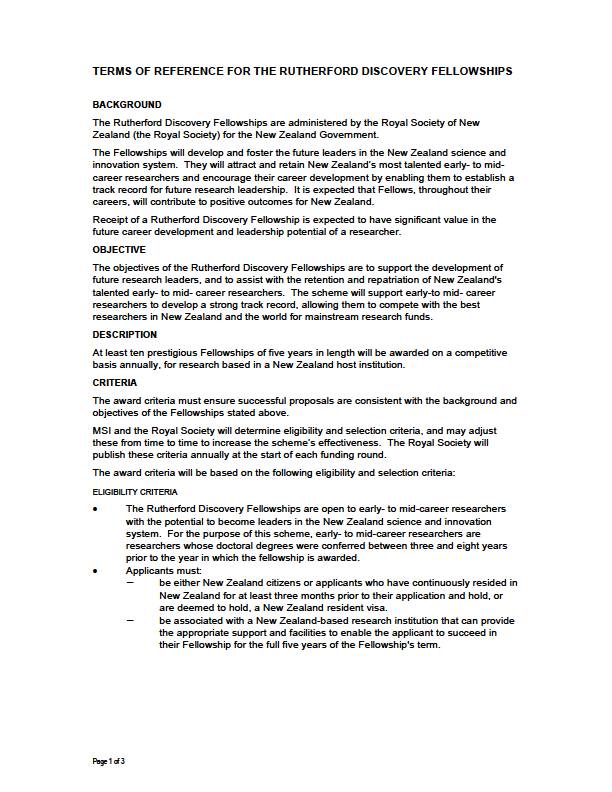 TERMS OF REFERENCE FOR THE RUTHERFORD DISCOVERY FELLOWSHIPS
BACKGROUND
The Rutherford Discovery Fellowships are administered by the Royal Society of New
Zealand (the Royal Society) for the New Zealand Government.
The Fellowships will develop and foster the future leaders in the New Zealand science and
innovation system.  They will attract and retain New Zealand's most talented early- to mid-
career researchers and encourage their career development by enabling them to establish a
track record for future research leadership.  It is expected that Fellows, throughout their
careers, will contribute to positive outcomes for New Zealand.
Receipt of a Rutherford Discovery Fellowship is expected to have significant value in the
future career development and leadership potential of a researcher.
OBJECTIVE
The objectives of the Rutherford Discovery Fellowships are to support the development of
future research leaders, and to assist with the retention and repatriation of New Zealand's
talented early- to mid- career researchers.  The scheme will support early-to mid- career
researchers to develop a strong track record, allowing them to compete with the best
researchers in New Zealand and the world for mainstream research funds.
DESCRIPTION
At least ten prestigious Fellowships of five years in length will be awarded on a competitive
basis annually, for research based in a New Zealand host institution.
CRITERIA
The award criteria must ensure successful proposals are consistent with the background and
objectives of the Fellowships stated above.
MSI and the Royal Society will determine eligibility and selection criteria, and may adjust
these from time to time to increase the scheme's effectiveness.  The Royal Society will
publish these criteria annually at the start of each funding round.
The award criteria will be based on the following eligibility and selection criteria:
ELIGIBILITY CRITERIA
• The Rutherford Discovery Fellowships are open to early- to mid-career researchers
with the potential to become leaders in the New Zealand science and innovation
system.  For the purpose of this scheme, early- to mid-career researchers are
researchers whose doctoral degrees were conferred between three and eight years
prior to the year in which the fellowship is awarded.
• Applicants must:
– be either New Zealand citizens or applicants who have continuously resided in
New Zealand for at least three months prior to their application and hold, or
are deemed to hold, a New Zealand resident visa.
– be associated with a New Zealand-based research institution that can provide
the appropriate support and facilities to enable the applicant to succeed in
their Fellowship for the full five years of the Fellowship's term.
Page 1 of 3